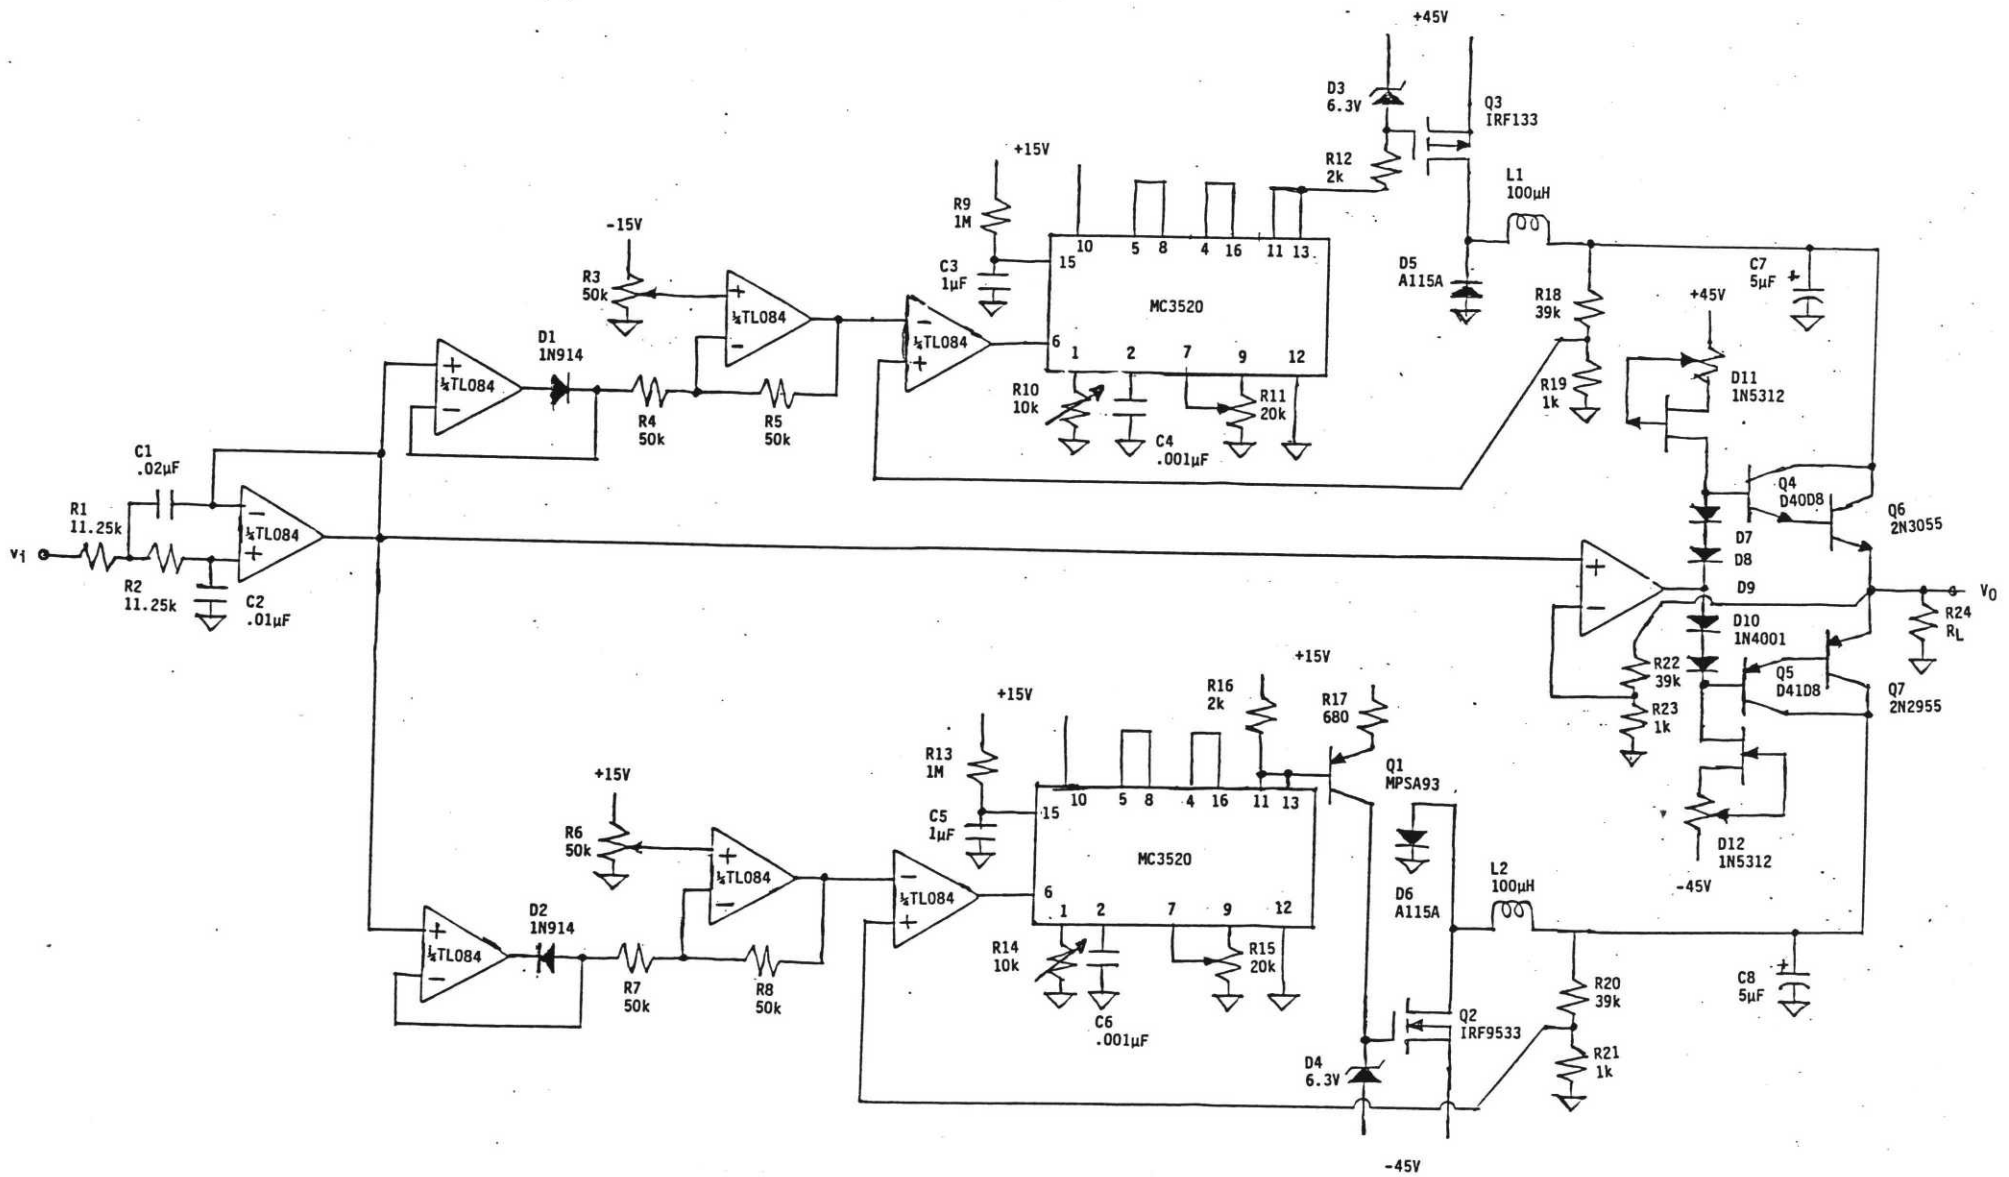 +45V
D3
6.3V
Q3
IRF133
R12
2k
+15V
R9
1M
C3
1µF
10 5 8 4 16 11 13
15
MC3520
6
1 2 7 9 12
R10
10k
C4
.001µF
R11
20k
L1
100µH
D5
A115A
R18
39k
R19
1k
C7
5µF
+
+45V
D11
1N5312
-15V
R3
50k
+
¼TL084
-
D1
1N914
+
¼TL084
-
R4
50k
R5
50k
-
¼TL084
+
C1
.02µF
R1
11.25k
Vi
R2
11.25k
C2
.01µF
-
¼TL084
+
Q4
D40D8
Q6
2N3055
D7
D8
D9
D10
1N4001
+
-
VO
R24
RL
R22
39k
R23
1k
Q5
D41D8
Q7
2N2955
D12
1N5312
-45V
+15V
R6
50k
+
¼TL084
-
D2
1N914
+
¼TL084
-
R7
50k
R8
50k
-
¼TL084
+
+15V
R13
1M
C5
1µF
10 5 8 4 16 11 13
15
MC3520
6
1 2 7 9 12
R14
10k
C6
.001µF
R15
20k
+15V
R16
2k
R17
680
Q1
MPSA93
D6
A115A
L2
100µH
Q2
IRF9533
D4
6.3V
R20
39k
R21
1k
C8
5µF
+
-45V